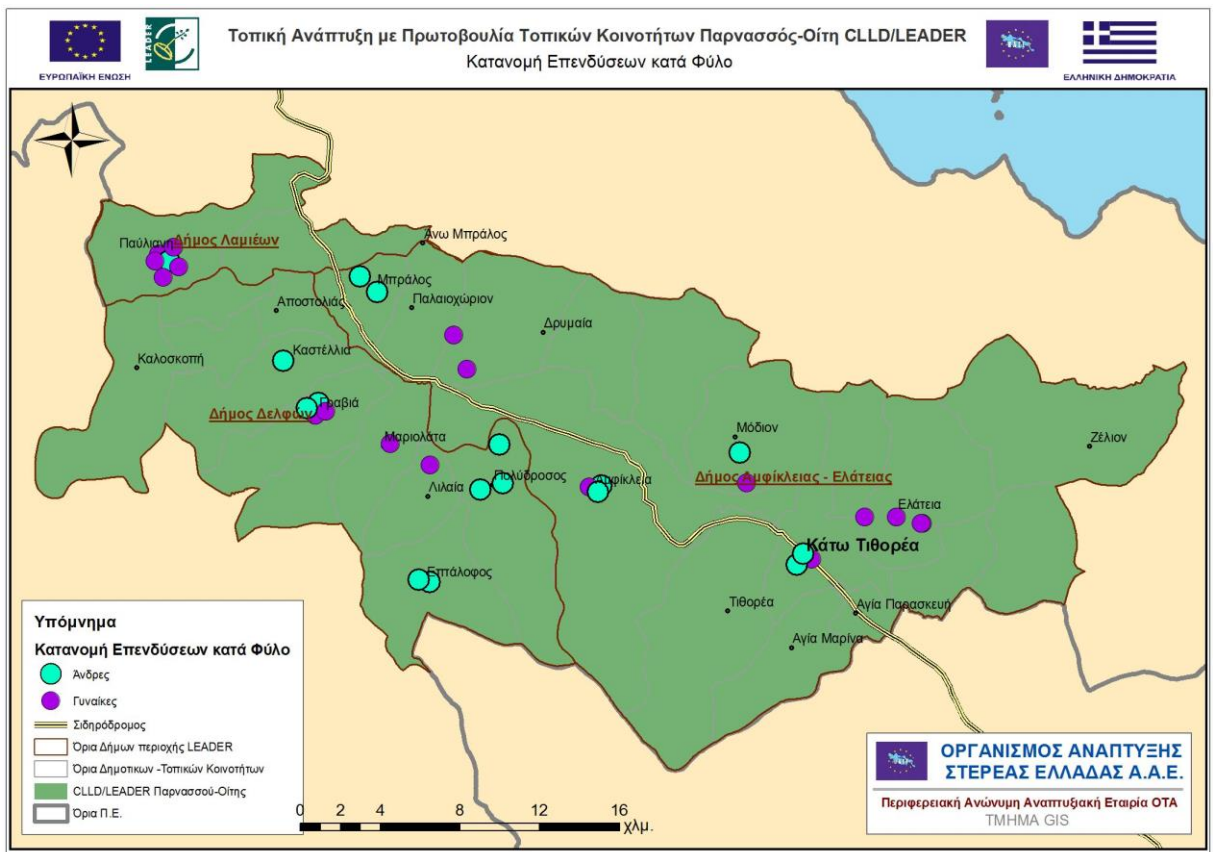 Τοπική Ανάπτυξη με Πρωτοβουλία Τοπικών Κοινοτήτων Παρνασσός-Οίτη CLLD/LEADER
Κατανομή Επενδύσεων κατά Φύλο
ΕΥΡΩΠΑΪΚΗ ΕΝΩΣΗ
LEADER
ΕΛΛΗΝΙΚΗ ΔΗΜΟΚΡΑΤΙΑ
Άνω Μπράλος
Παύλιανη
Δήμος Λαμιέων
Μπράλος
Αποστολιάς
Παλαιοχώριον
Δρυμαία
Καλοσκοπή
Καστέλλια
Γραβιά
Δήμος Δελφών
Μαριολάτα
Μόδιον
Ζέλιον
Πολύδροσος
Αμφίκλεια
Δήμος Αμφίκλειας - Ελάτειας
Λιλαία
Ελάτεια
Κάτω Τιθορέα
Επτάλοφος
Τιθορέα
Αγία Παρασκευή
Αγία Μαρίνα
Υπόμνημα
Κατανομή Επενδύσεων κατά Φύλο
Άνδρες
Γυναίκες
Σιδηρόδρομος
Όρια Δήμων περιοχής LEADER
Όρια Δημοτικων -Τοπικών Κοινοτήτων
CLLD/LEADER Παρνασσού-Οίτης
Όρια Π.Ε.
0 2 4 8 12 16
χλμ.
ΟΡΓΑΝΙΣΜΟΣ ΑΝΑΠΤΥΞΗΣ
ΣΤΕΡΕΑΣ ΕΛΛΑΔΑΣ Α.Α.Ε.
Περιφερειακή Ανώνυμη Αναπτυξιακή Εταιρία ΟΤΑ
ΤΜΗΜΑ GIS